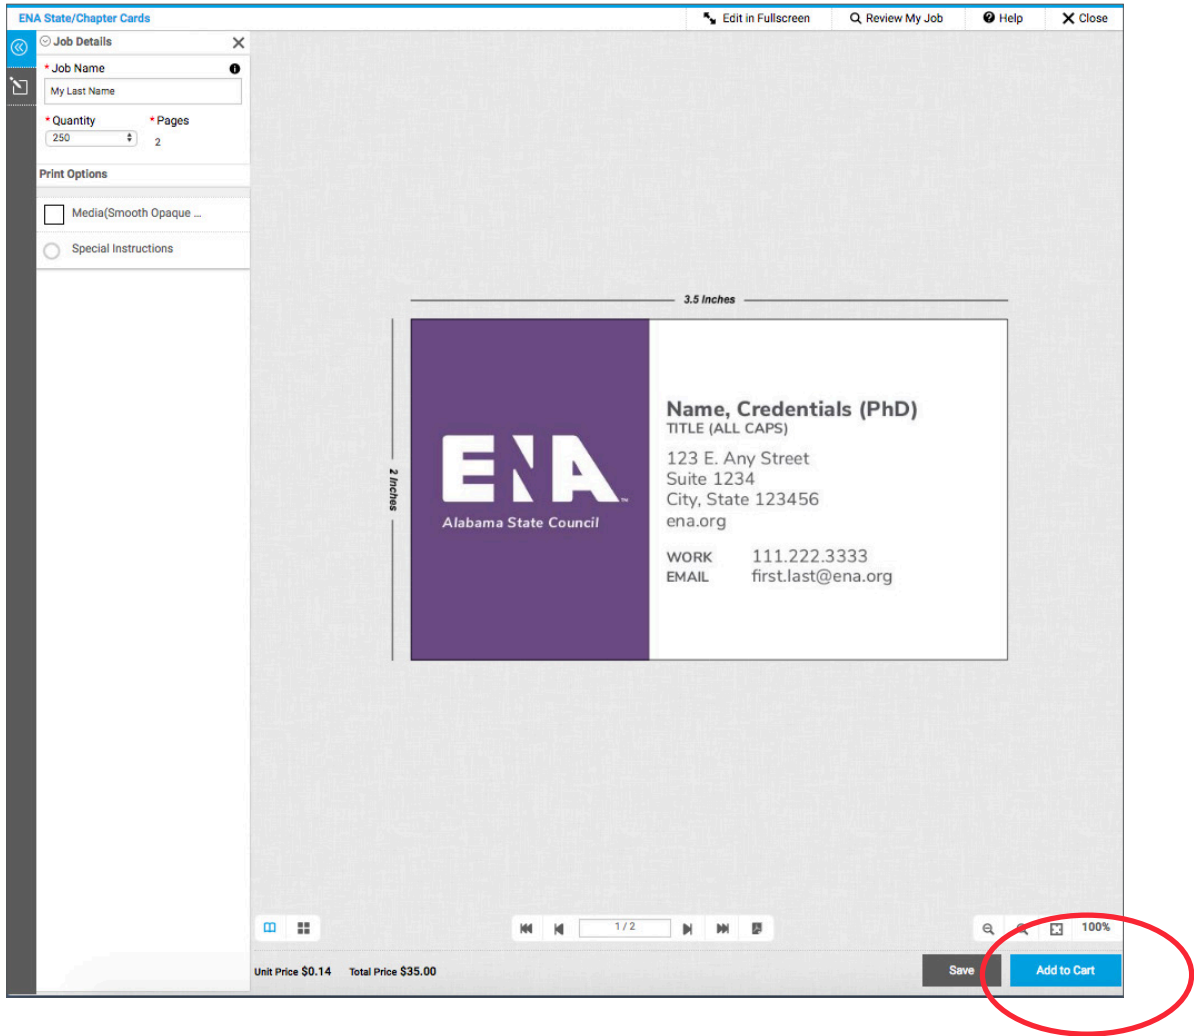 ENA State/Chapter Cards
Edit in Fullscreen
Review My Job
Help
Close
Job Details
* Job Name
My Last Name
* Quantity
* Pages
250
2
Print Options
Media(Smooth Opaque ...
Special Instructions
3.5 Inches
2 Inches
ENA™
Alabama State Council
Name, Credentials (PhD)
TITLE (ALL CAPS)
123 E. Any Street
Suite 1234
City, State 123456
ena.org
WORK 111.222.3333
EMAIL first.last@ena.org
1 / 2
100%
Unit Price $0.14 Total Price $35.00
Save
Add to Cart